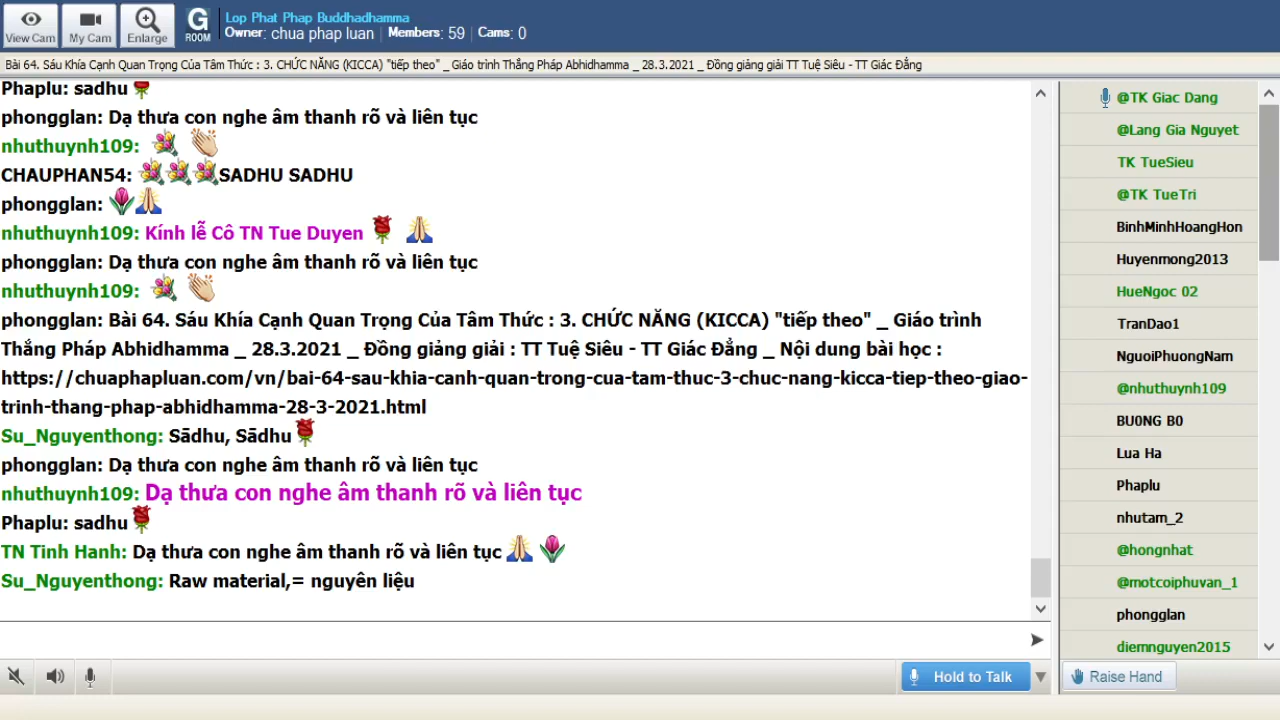 View Cam
My Cam
Enlarge
G
ROOM
Lop Phat Phap Buddhadhamma
Owner: chua phap luan | Members: 59 | Cams: 0
Bài 64. Sáu Khía Cạnh Quan Trọng Của Tâm Thức : 3. CHỨC NĂNG (KICCA) "tiếp theo" _ Giáo trình Thắng Pháp Abhidhamma _ 28.3.2021 _ Đồng giảng giải TT Tuệ Siêu - TT Giác Đẳng
Phaplu: sadhu
phongglan: Dạ thưa con nghe âm thanh rõ và liên tục
nhuthuynh109:
CHAUPHAN54: SADHU SADHU
phongglan:
nhuthuynh109: Kính lễ Cô TN Tue Duyen
phongglan: Dạ thưa con nghe âm thanh rõ và liên tục
nhuthuynh109:
phongglan: Bài 64. Sáu Khía Cạnh Quan Trọng Của Tâm Thức : 3. CHỨC NĂNG (KICCA) "tiếp theo" _ Giáo trình
Thắng Pháp Abhidhamma _ 28.3.2021 _ Đồng giảng giải : TT Tuệ Siêu - TT Giác Đẳng _ Nội dung bài học :
https://chuaphapluan.com/vn/bai-64-sau-khia-canh-quan-trong-cua-tam-thuc-3-chuc-nang-kicca-tiep-theo-giao-
trinh-thang-phap-abhidhamma-28-3-2021.html
Su_Nguyenthong: Sādhu, Sādhu
phongglan: Dạ thưa con nghe âm thanh rõ và liên tục
nhuthuynh109: Dạ thưa con nghe âm thanh rõ và liên tục
Phaplu: sadhu
TN Tinh Hanh: Dạ thưa con nghe âm thanh rõ và liên tục
Su_Nguyenthong: Raw material,= nguyên liệu
@TK Giac Dang
@Lang Gia Nguyet
TK TueSieu
@TK TueTri
BinhMinhHoangHon
Huyenmong2013
HueNgoc 02
TranDao1
NguoiPhuongNam
@nhuthuynh109
BU0NG B0
Lua Ha
Phaplu
nhutam_2
@hongnhat
@motcoiphuvan_1
phongglan
diemnguyen2015
Hold to Talk
Raise Hand